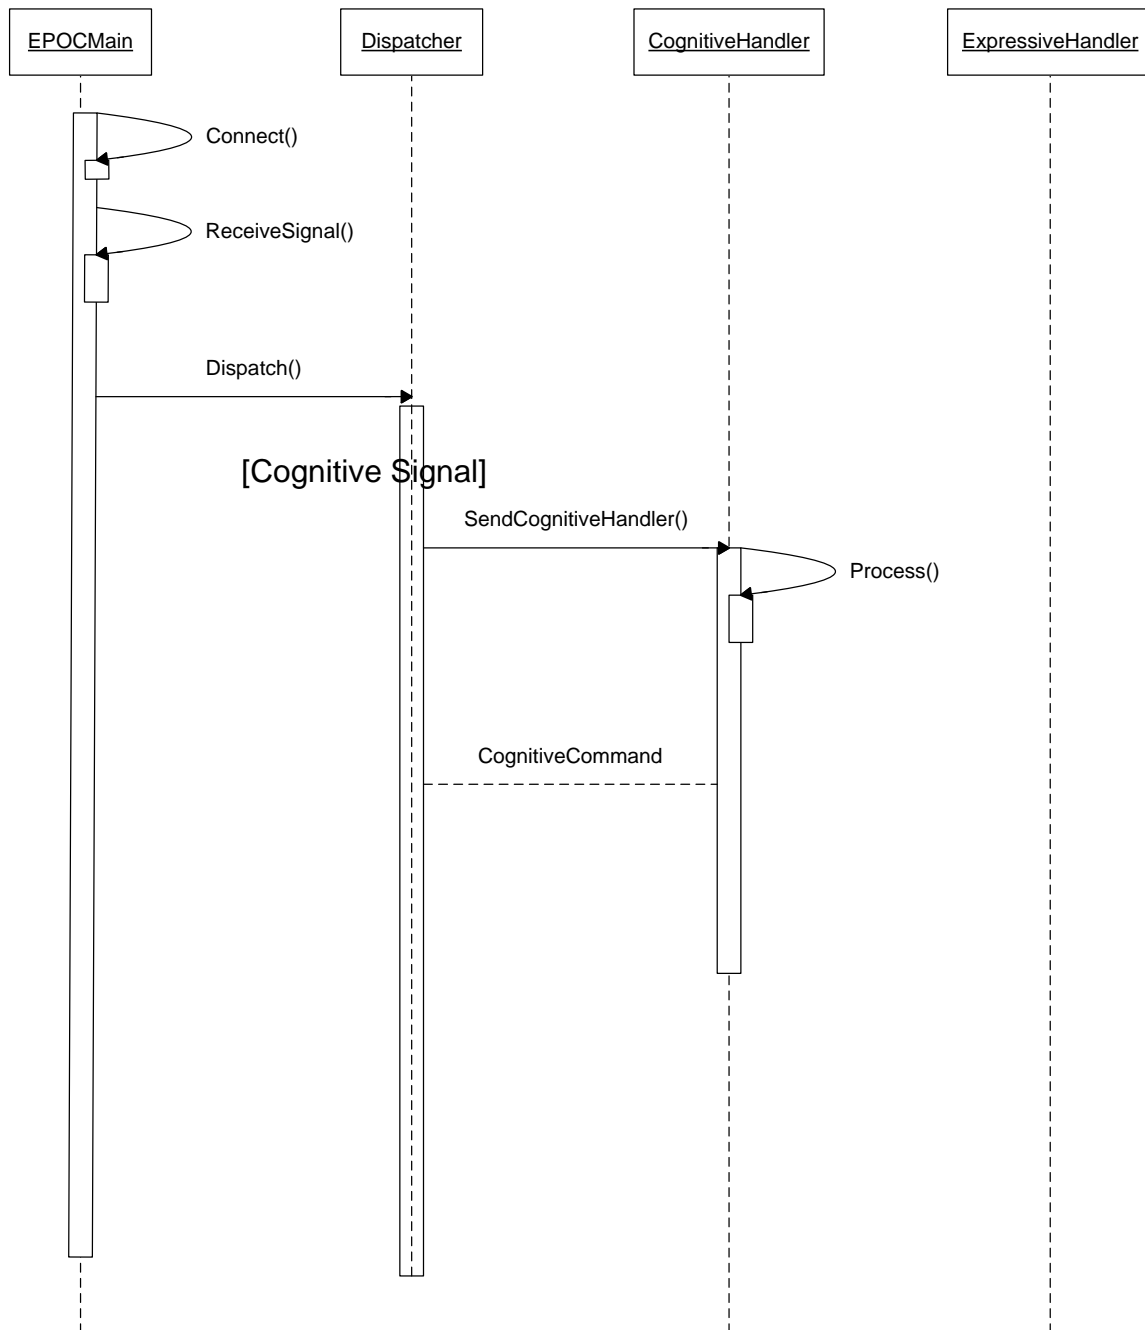 EPOCMain
Dispatcher
CognitiveHandler
ExpressiveHandler
Connect()
ReceiveSignal()
Dispatch()
[Cognitive Signal]
SendCognitiveHandler()
Process()
CognitiveCommand